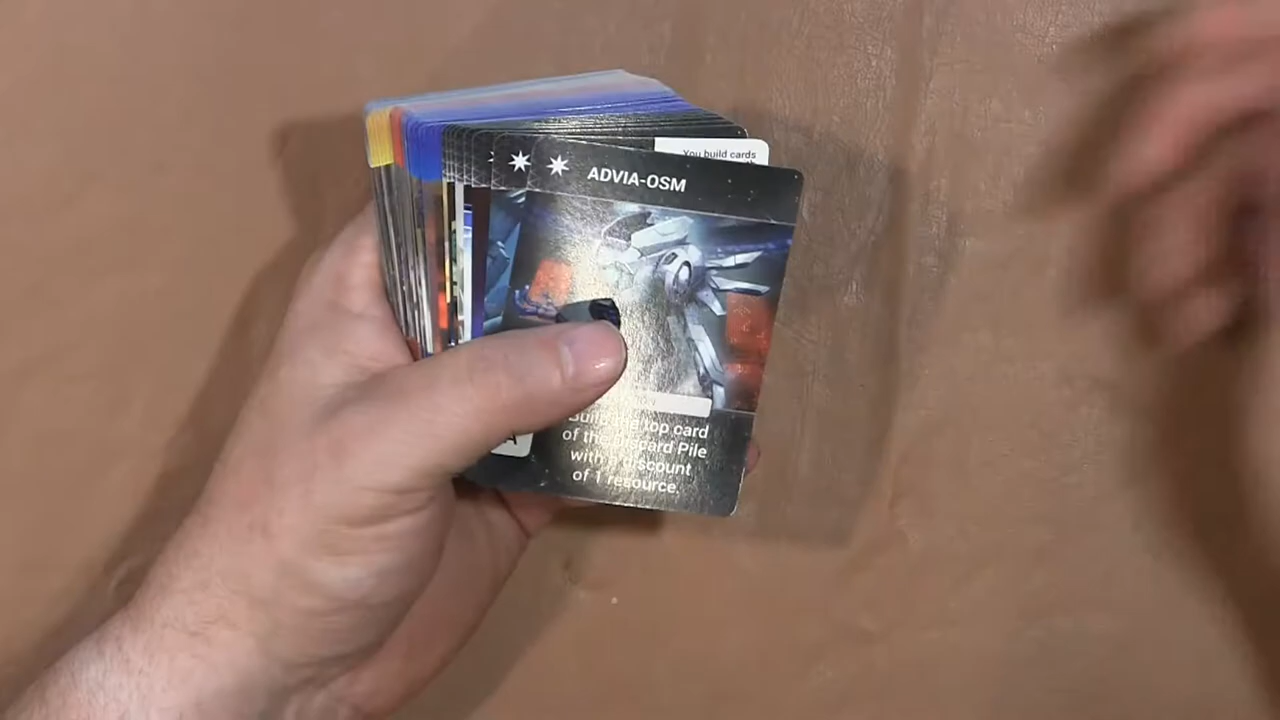 You build cards
ADVIA-OSM
Build the top card
of the Discard Pile
with a discount
of 1 resource.